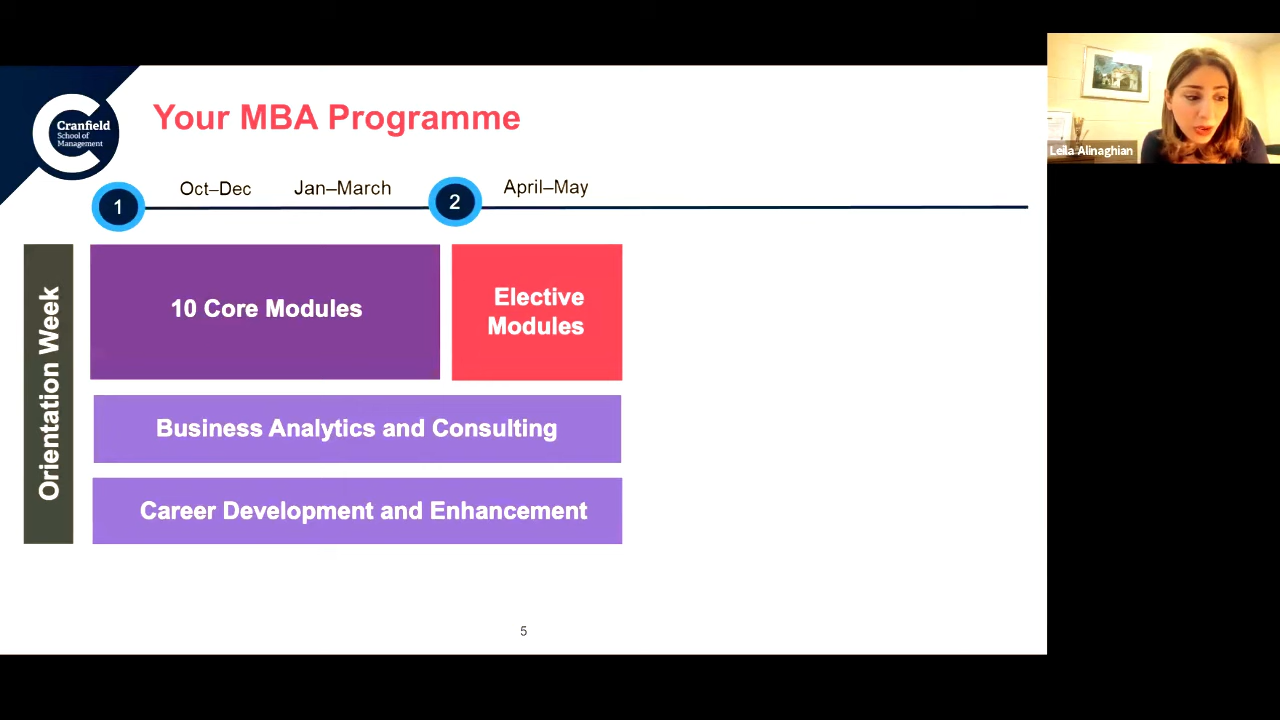 Cranfield
School of
Management
Your MBA Programme
Leila Alinaghian
Oct–Dec
Jan–March
April–May
1
2
Orientation Week
10 Core Modules
Elective
Modules
Business Analytics and Consulting
Career Development and Enhancement
5